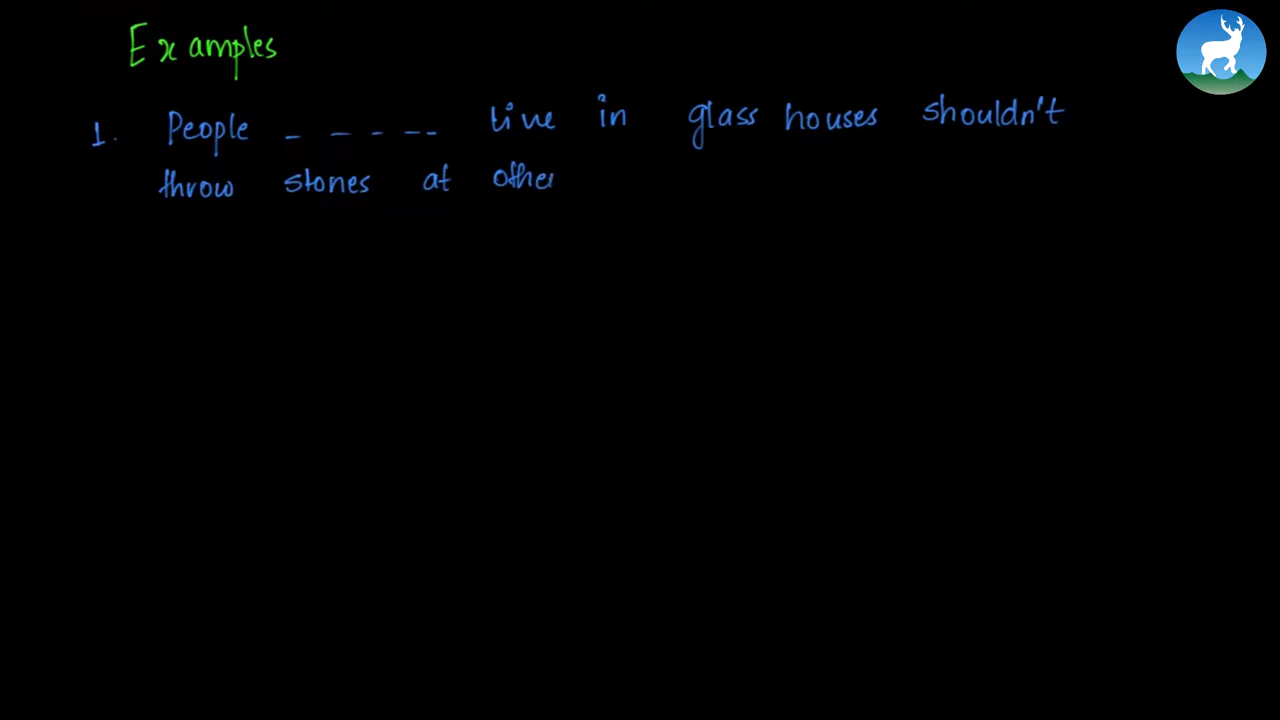 Examples
1. People _ _ _ _ _ live in glass houses shouldn't
throw stones at othe